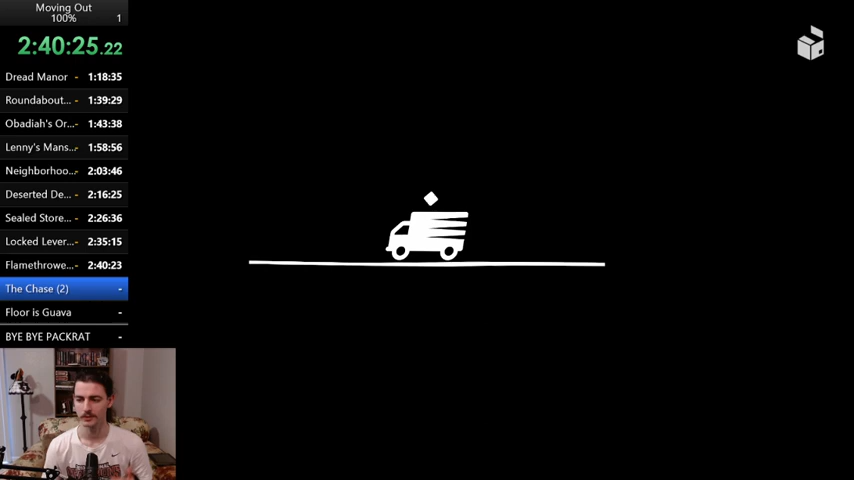 Moving Out
100% 1
2:40:25.22
Dread Manor - 1:18:35
Roundabout... - 1:39:29
Obadiah's Or... - 1:43:38
Lenny's Mans... - 1:58:56
Neighborhoo... - 2:03:46
Deserted De... - 2:16:25
Sealed Store... - 2:26:36
Locked Lever... - 2:35:15
Flamethrowe... - 2:40:23
The Chase (2) -
Floor is Guava -
BYE BYE PACKRAT -